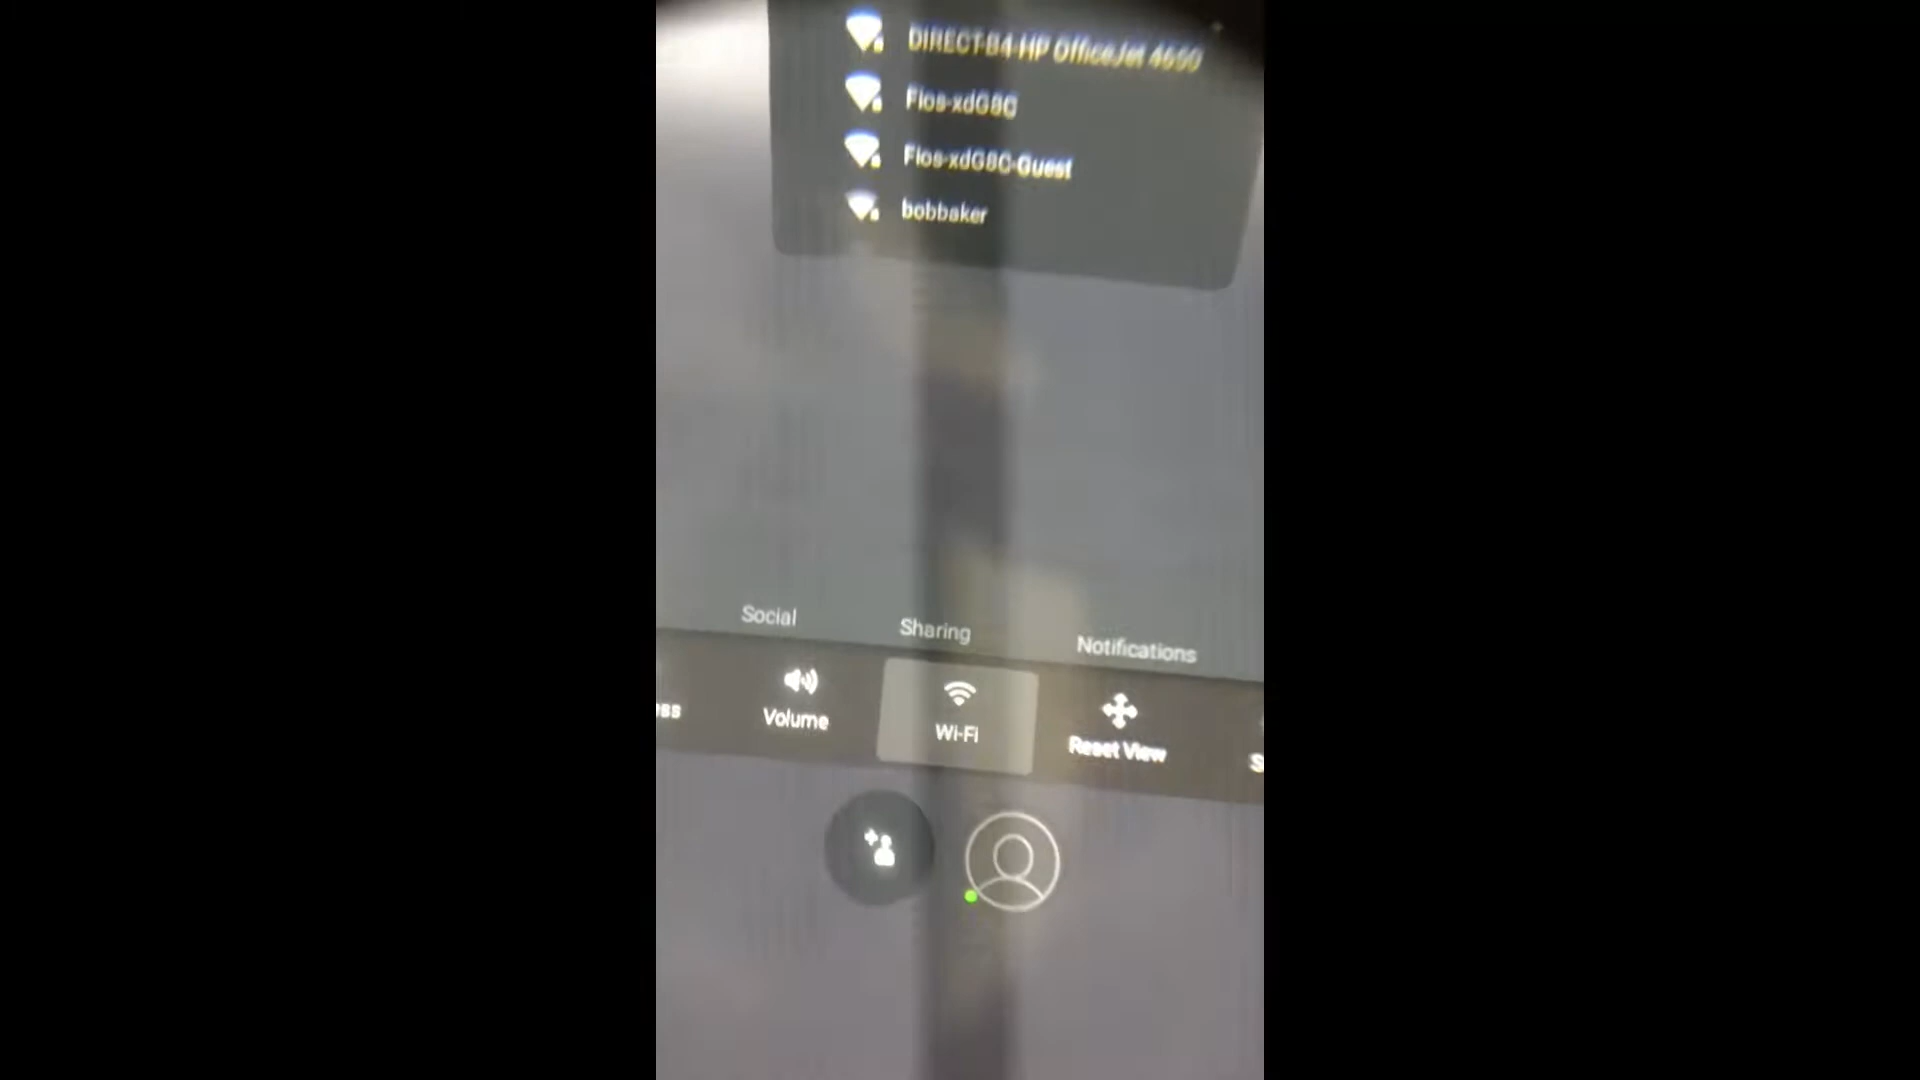 DIRECT-B4-HP OfficeJet 4650
Fios-xdG8C
Fios-xdG8C-Guest
bobbaker
Social
Sharing
Notifications
Volume
Wi-Fi
Reset View